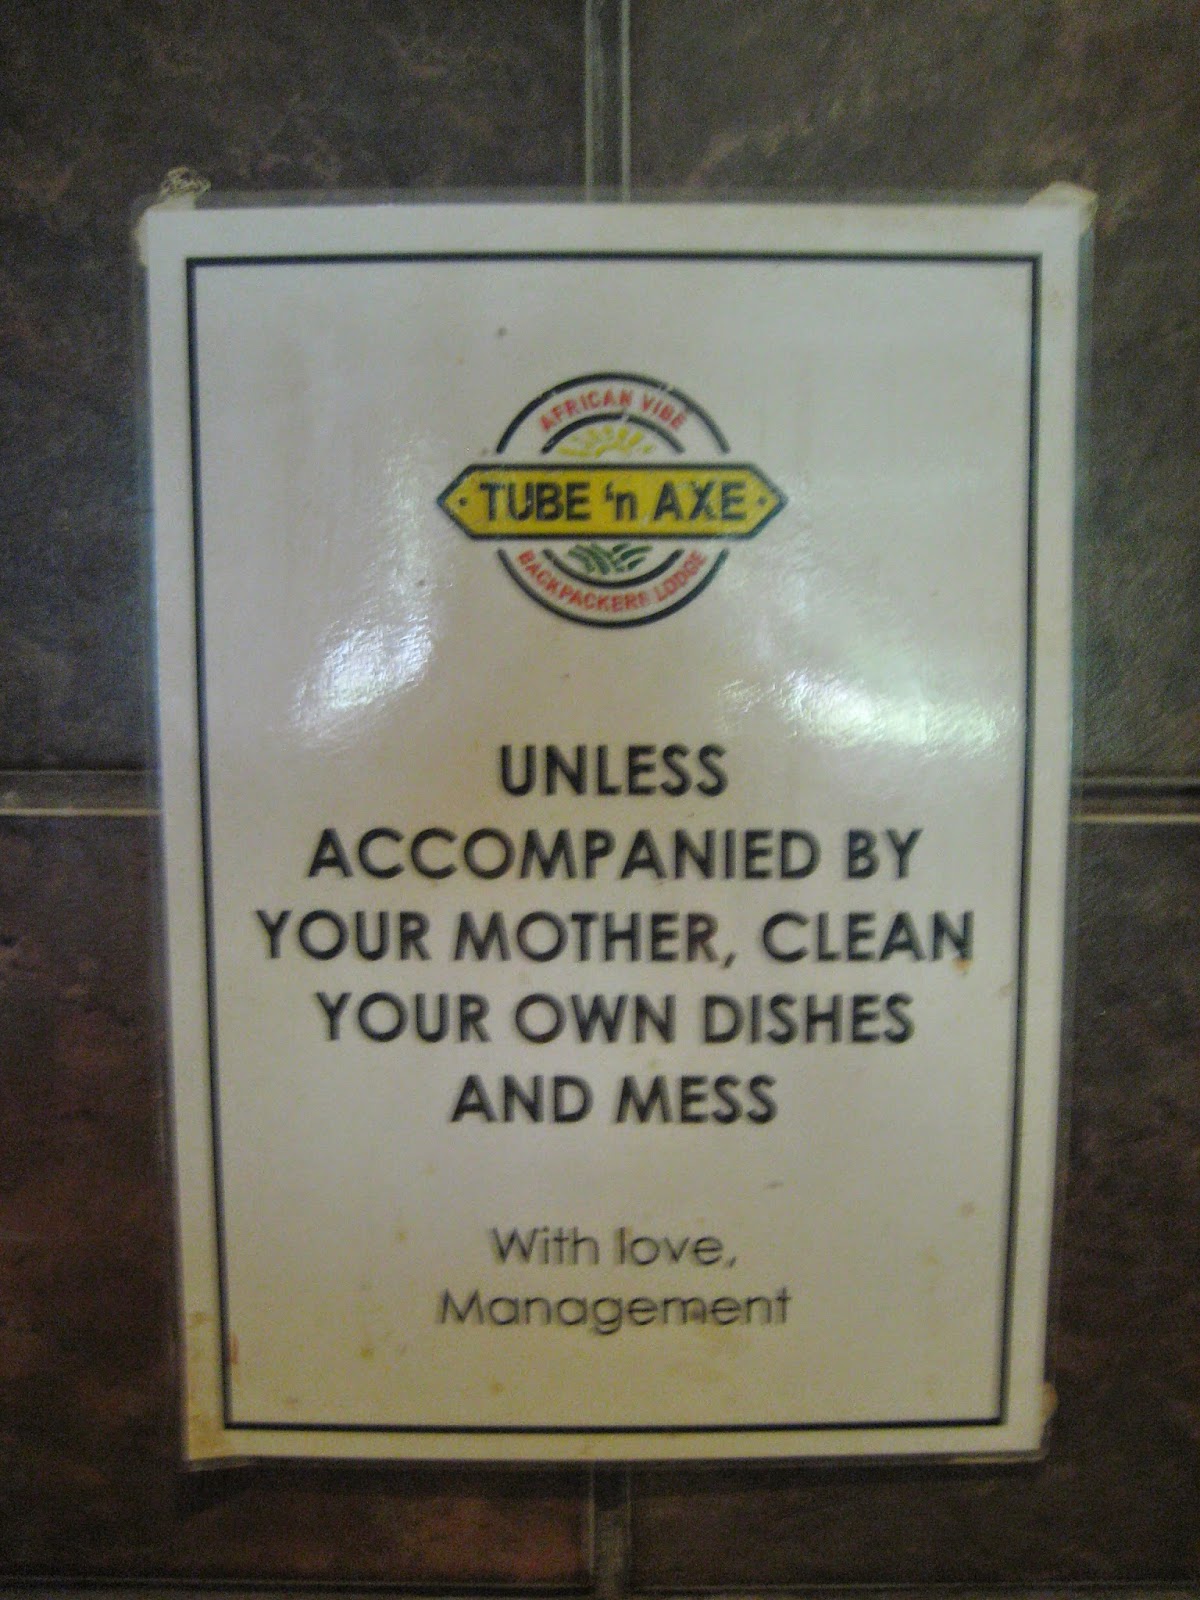 AFRICAN VIBE
TUBE 'n AXE
BACKPACKERS LODGE
UNLESS
ACCOMPANIED BY
YOUR MOTHER, CLEAN
YOUR OWN DISHES
AND MESS
With love,
Management